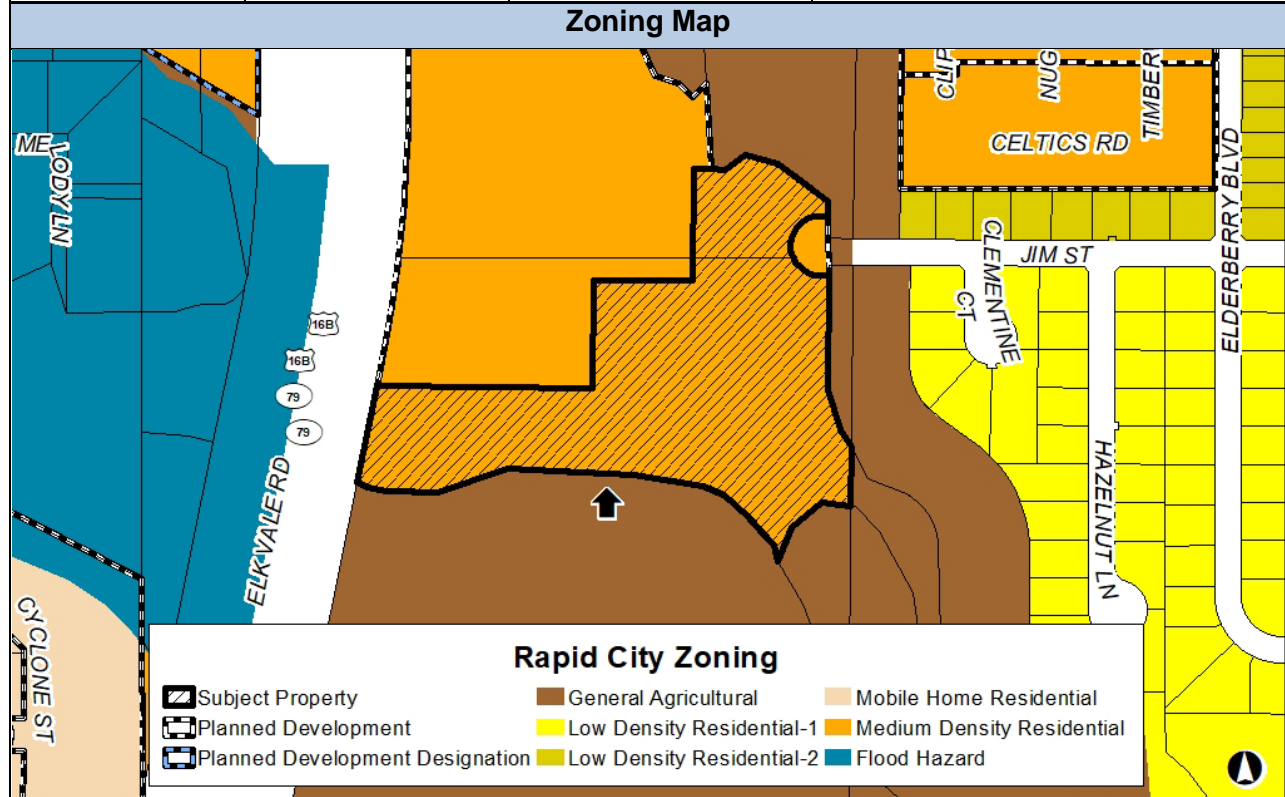 Zoning Map
CLIP
NUG
TIMBER
CELTICS RD
ELDERBERRY BLVD
ME
LODY LN
JIM ST
CLEMENTINE
CT
16B
16B
79
79
ELK VALE RD
HAZELNUT LN
CYCLONE ST
Rapid City Zoning
Subject Property
General Agricultural
Mobile Home Residential
Planned Development
Low Density Residential-1
Medium Density Residential
Planned Development Designation
Low Density Residential-2
Flood Hazard